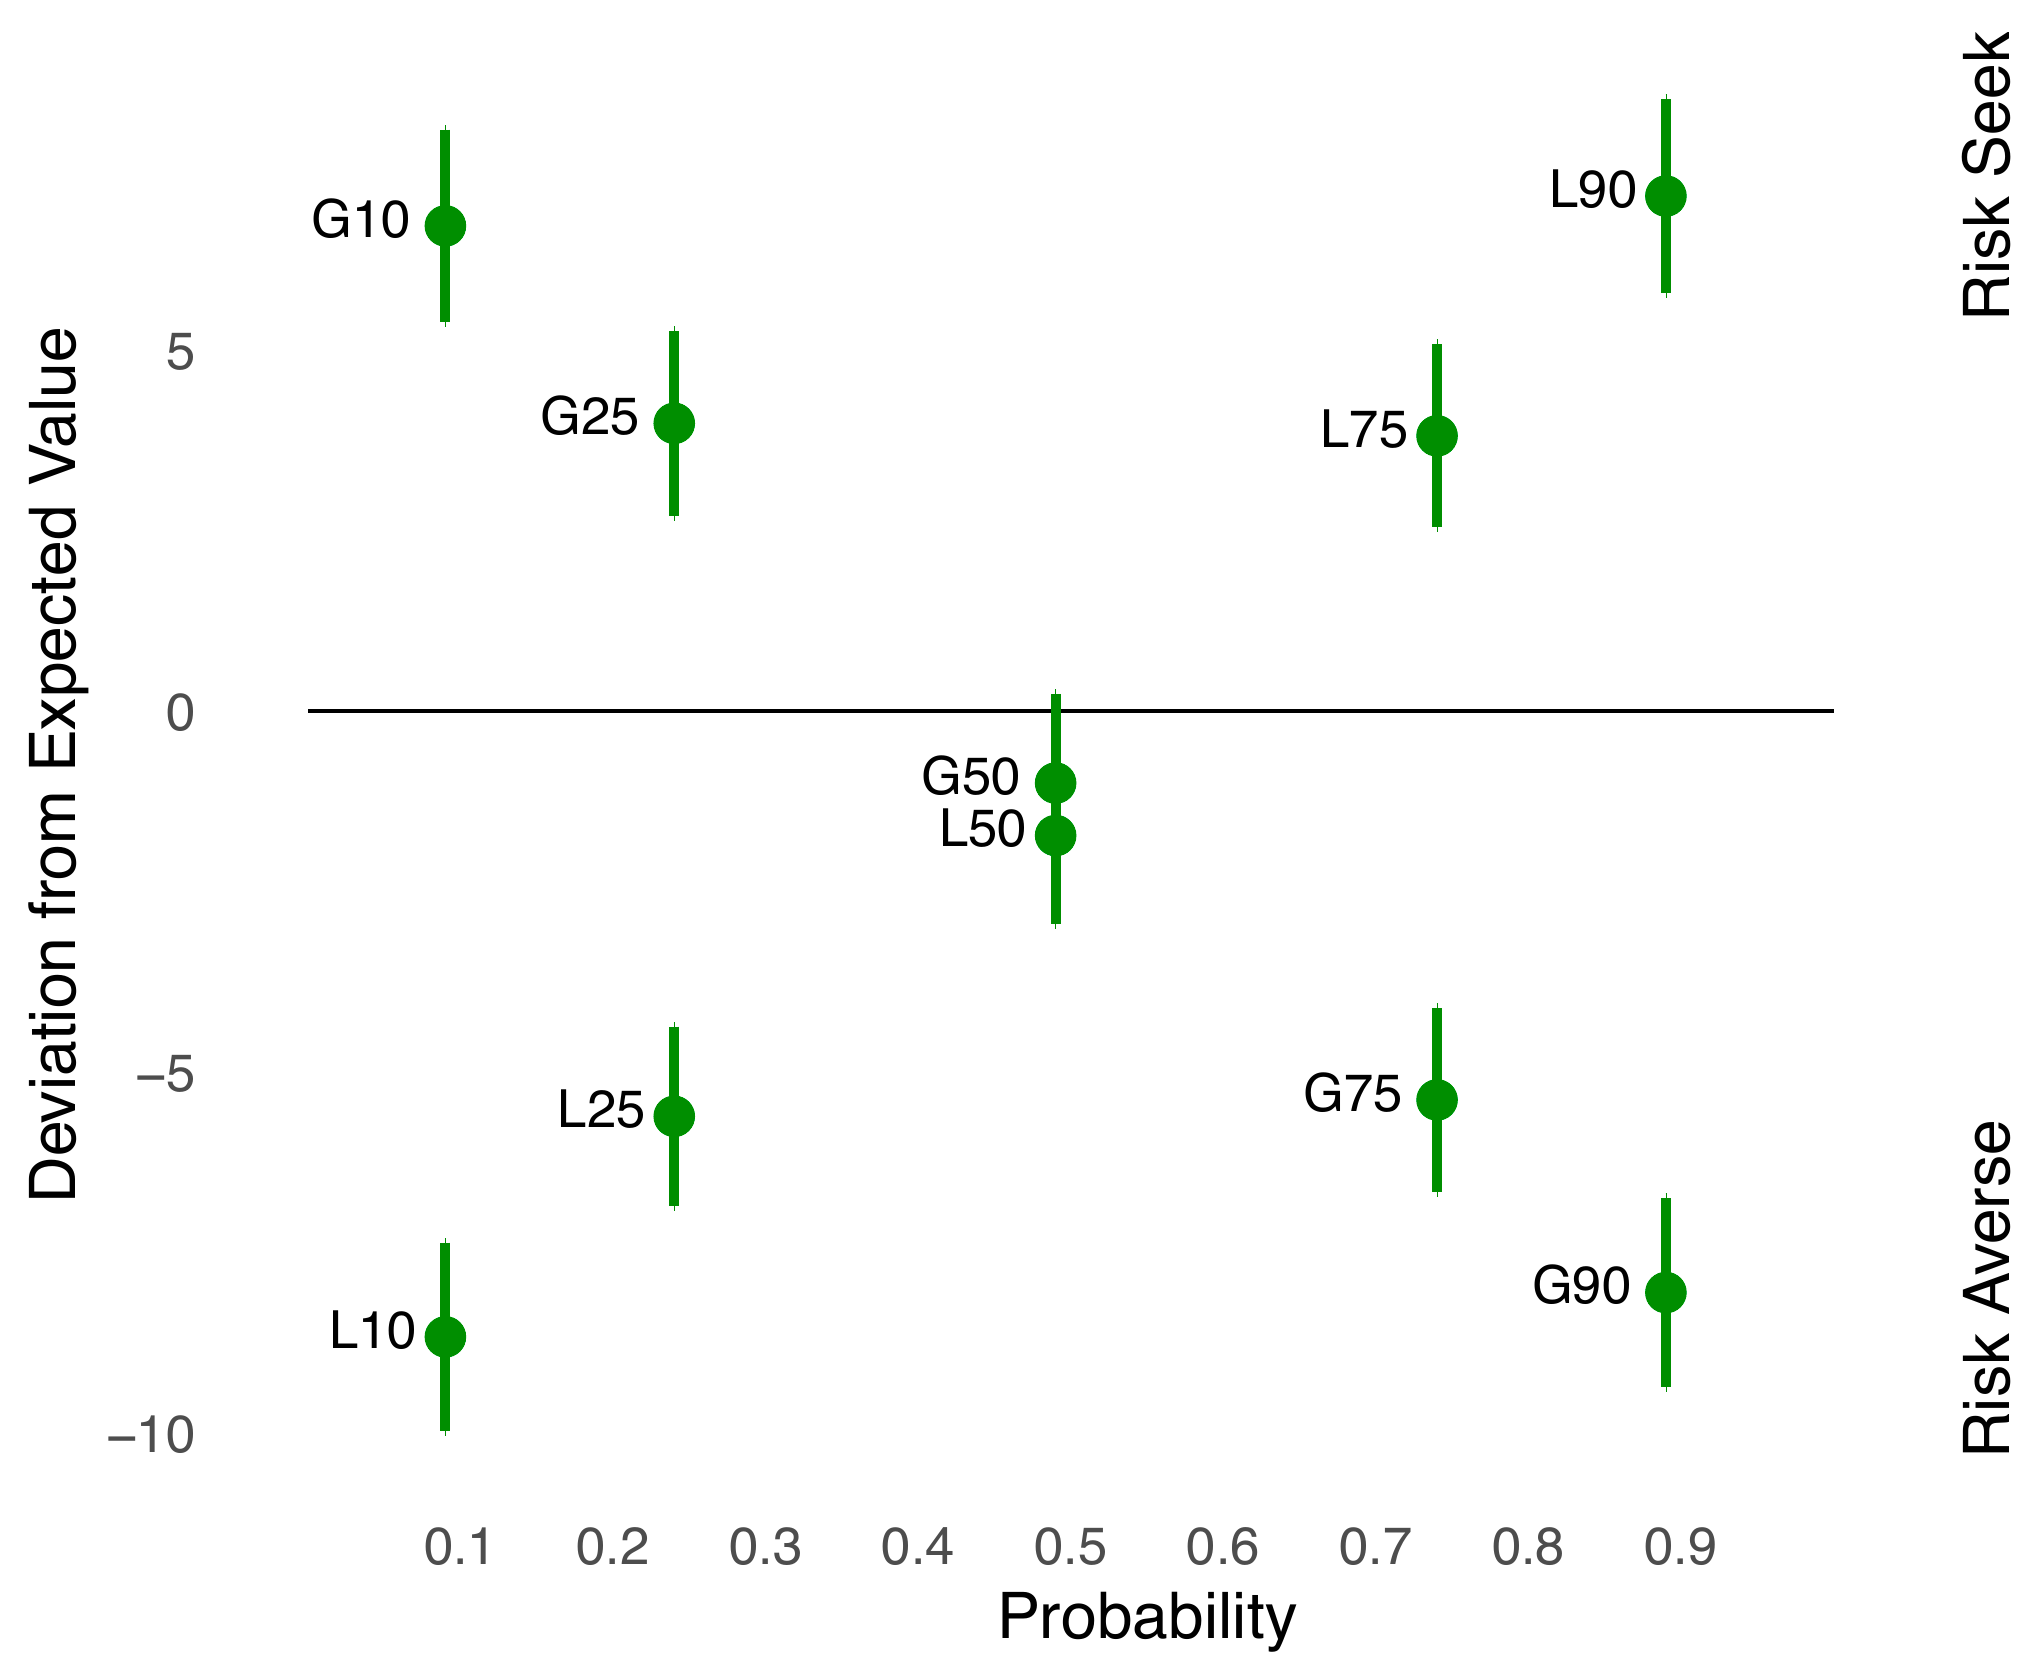 Risk Seek
L90
G10
5
G25
L75
Deviation from Expected Value
0
G50
L50
−5
G75
L25
G90
L10
Risk Averse
−10
0.1 0.2 0.3 0.4 0.5 0.6 0.7 0.8 0.9
Probability